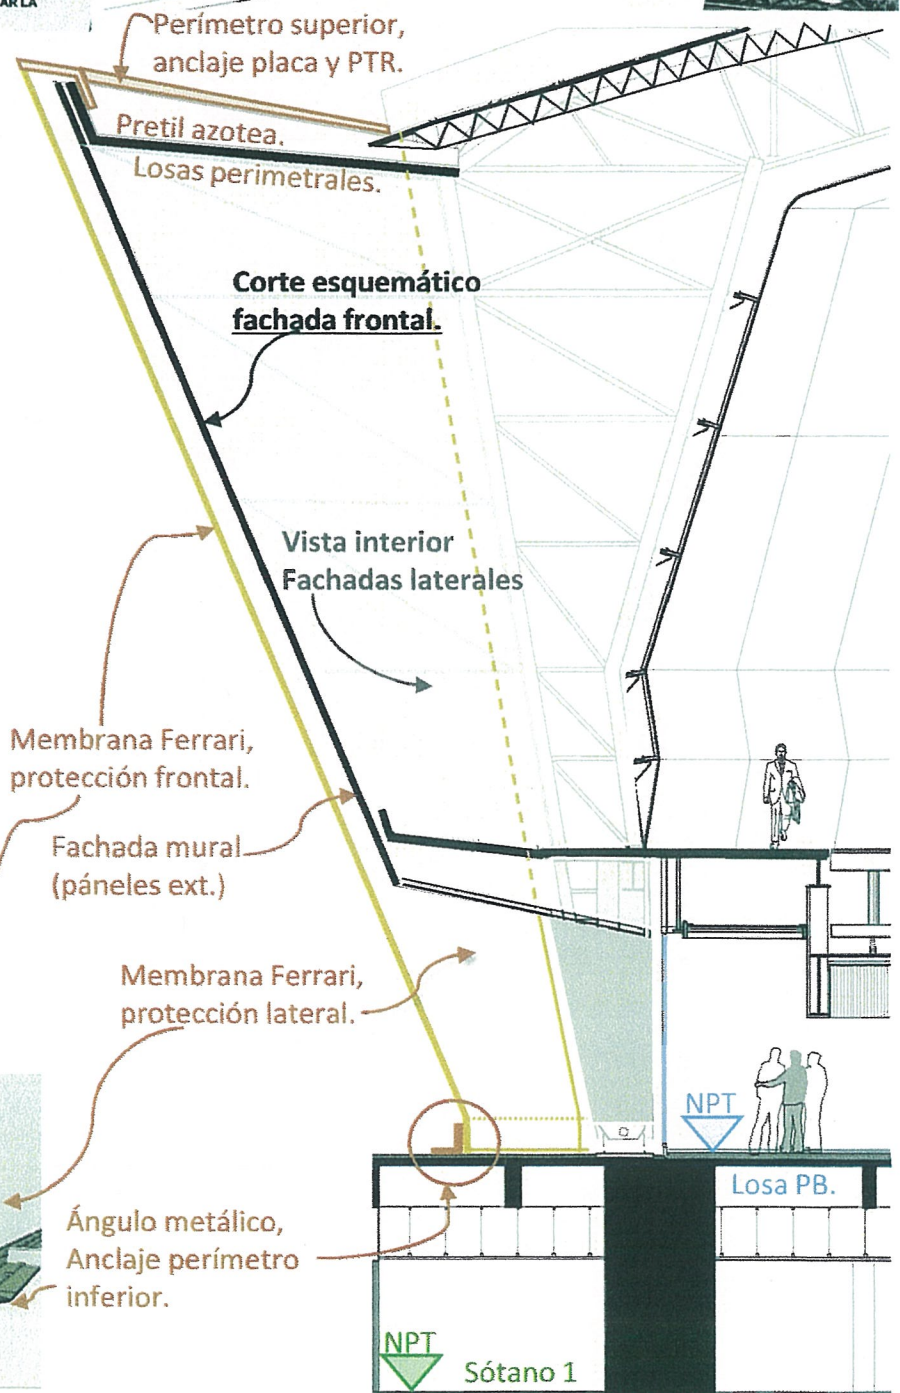 AR LA
Perímetro superior,
anclaje placa y PTR.
Pretil azotea.
Losas perimetrales.
Corte esquemático
fachada frontal.
Vista interior
Fachadas laterales
Membrana Ferrari,
protección frontal.
Fachada mural
(páneles ext.)
Membrana Ferrari,
protección lateral.
NPT
Losa PB.
Ángulo metálico,
Anclaje perímetro
inferior.
NPT
Sótano 1